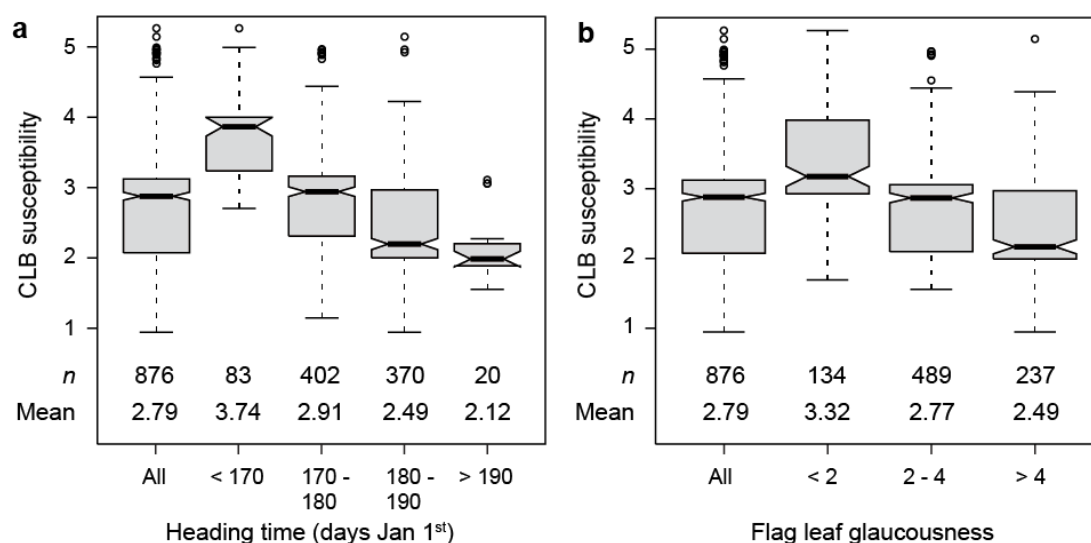 a
CLB susceptibility
5
4
3
2
1
n 876 83 402 370 20
Mean 2.79 3.74 2.91 2.49 2.12
All < 170 170 - 180 - > 190
180 190
Heading time (days Jan 1st)
b
CLB susceptibility
5
4
3
2
1
n 876 134 489 237
Mean 2.79 3.32 2.77 2.49
All < 2 2 - 4 > 4
Flag leaf glaucousness